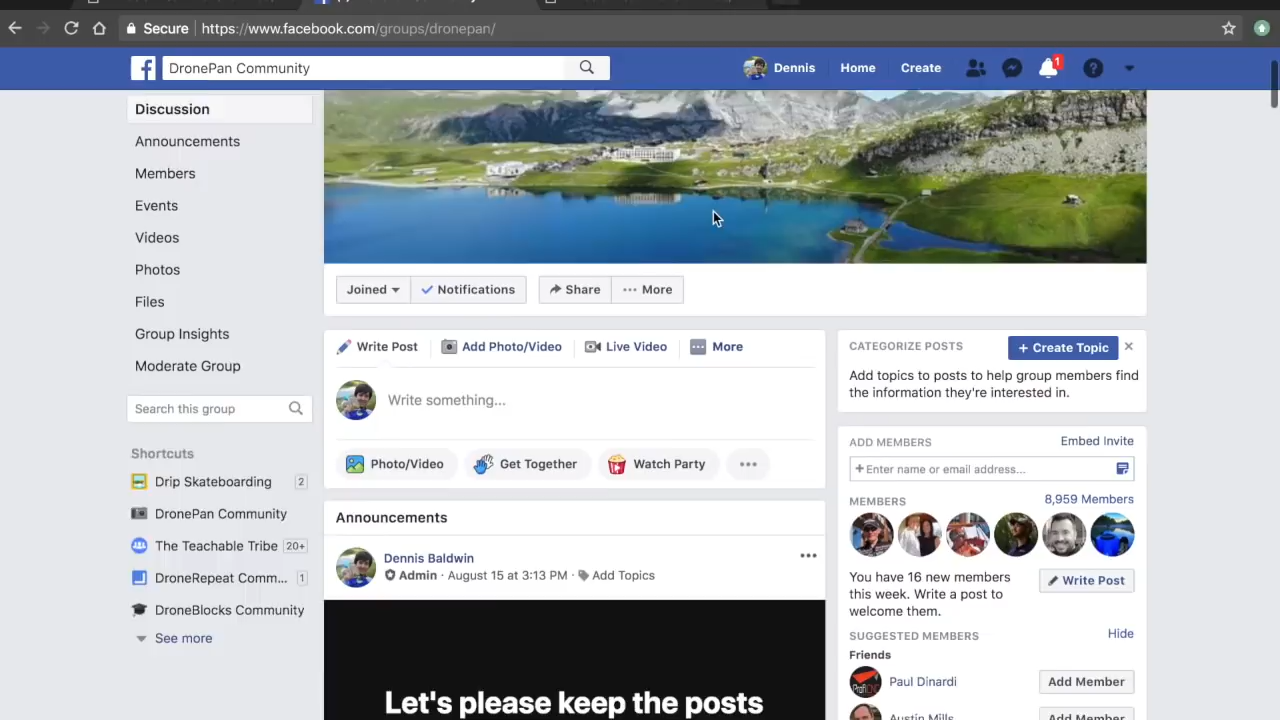 Secure
https://www.facebook.com/groups/dronepan/
DronePan Community
Dennis
Home
Create
1
Discussion
Announcements
Members
Events
Videos
Photos
Files
Group Insights
Moderate Group
Search this group
Shortcuts
Drip Skateboarding 2
DronePan Community
The Teachable Tribe 20+
DroneRepeat Comm... 1
DroneBlocks Community
See more
Joined
Notifications
Share
More
Write Post
Add Photo/Video
Live Video
More
Write something...
Photo/Video
Get Together
Watch Party
Announcements
Dennis Baldwin
Admin · August 15 at 3:13 PM · Add Topics
Let's please keep the posts
CATEGORIZE POSTS
+ Create Topic
Add topics to posts to help group members find
the information they're interested in.
ADD MEMBERS
Embed Invite
+ Enter name or email address...
MEMBERS
8,959 Members
You have 16 new members
this week. Write a post to
welcome them.
Write Post
SUGGESTED MEMBERS
Hide
Friends
Paul Dinardi
Add Member
Austin Mills
Add Member